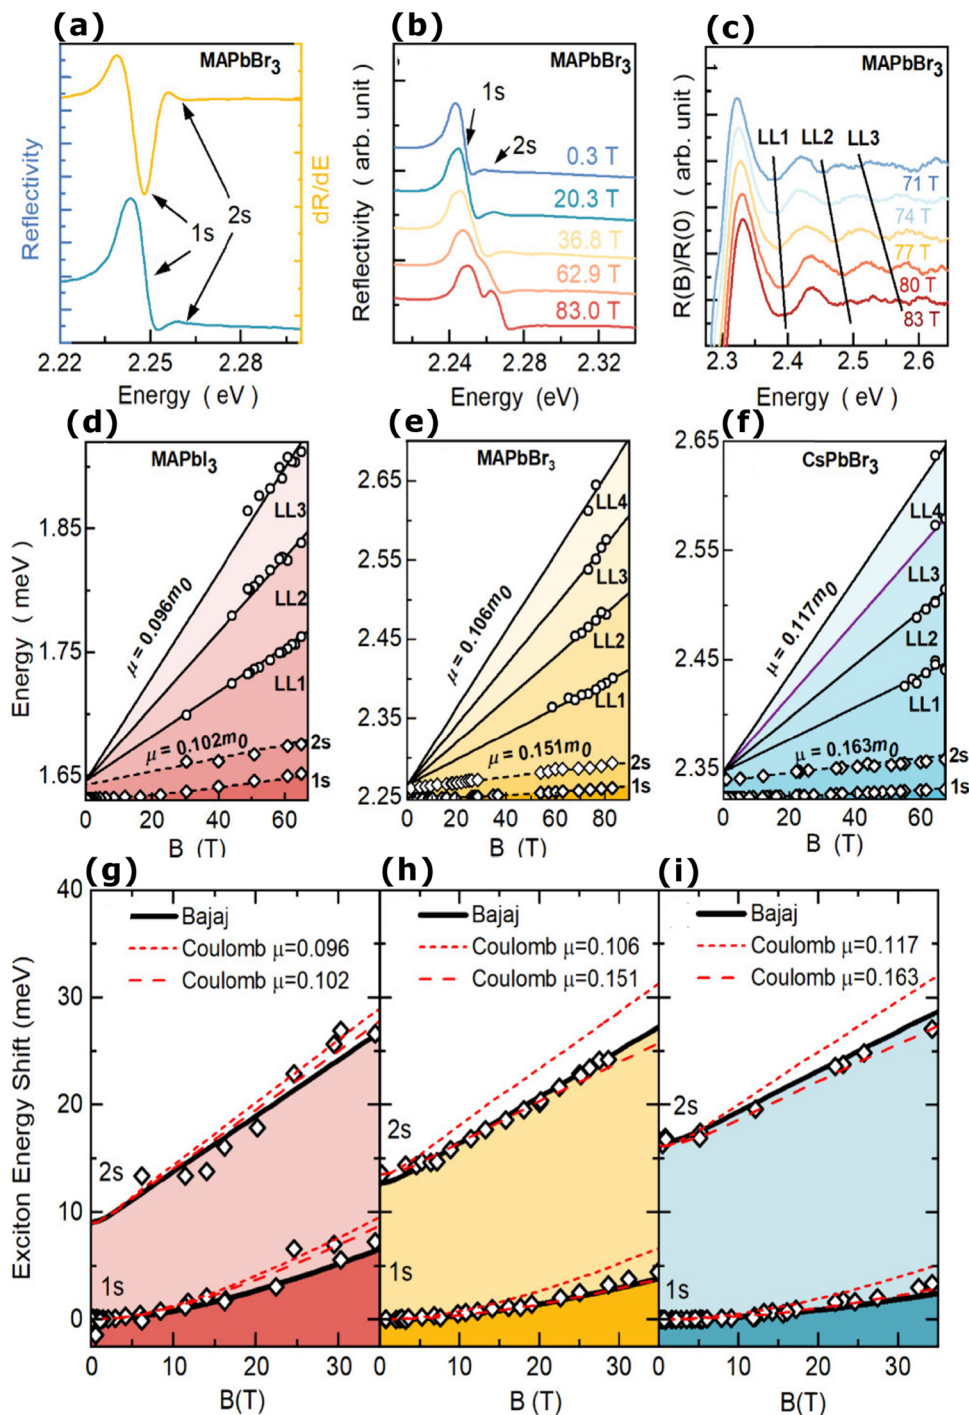 (a) (b) (c)
MAPbBr3
1s
2s
Reflectivity
dR/dE
2.22 2.25 2.28
Energy ( eV)
MAPbBr3
1s
2s
0.3 T
20.3 T
36.8 T
62.9 T
83.0 T
Reflectivity ( arb. unit)
2.24 2.28 2.32
Energy (eV)
MAPbBr3
LL1 LL2 LL3
71 T
74 T
77 T
80 T
83 T
R(B)/R(0) ( arb. unit)
2.3 2.4 2.5 2.6
Energy ( eV)
(d) (e) (f)
MAPbI3
LL3
LL2
LL1
μ = 0.096m0
μ = 0.102m0
2s
1s
Energy ( meV)
1.85
1.75
1.65
0 20 40 60
B (T)
MAPbBr3
LL4
LL3
LL2
LL1
μ = 0.106m0
μ = 0.151m0
2s
1s
2.65
2.55
2.45
2.35
2.25
0 20 40 60 80
B (T)
CsPbBr3
LL4
LL3
LL2
LL1
μ = 0.117m0
μ = 0.163m0
2s
1s
2.65
2.55
2.45
2.35
0 20 40 60
B (T)
(g) (h) (i)
Exciton Energy Shift (meV)
40
30
20
10
0
Bajaj
Coulomb μ=0.096
Coulomb μ=0.102
2s
1s
0 10 20 30
B(T)
Bajaj
Coulomb μ=0.106
Coulomb μ=0.151
2s
1s
0 10 20 30
B(T)
Bajaj
Coulomb μ=0.117
Coulomb μ=0.163
2s
1s
0 10 20 30
B(T)